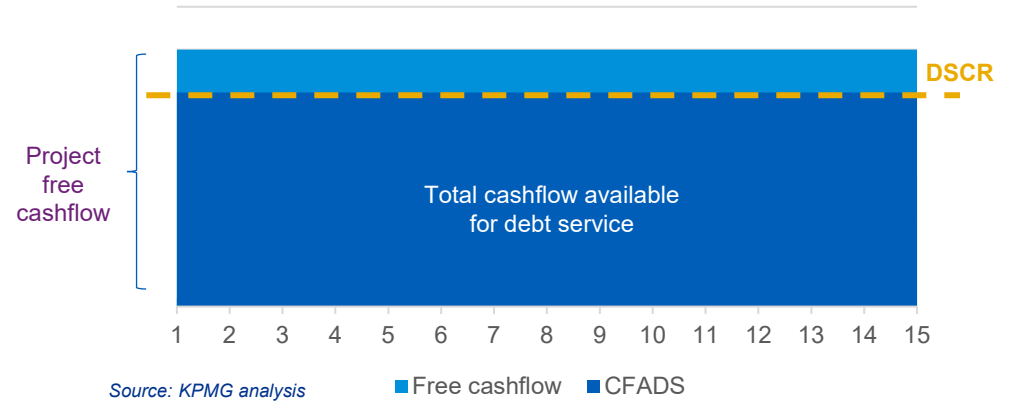 DSCR
Project
free
cashflow
Total cashflow available
for debt service
1 2 3 4 5 6 7 8 9 10 11 12 13 14 15
Source: KPMG analysis
Free cashflow CFADS